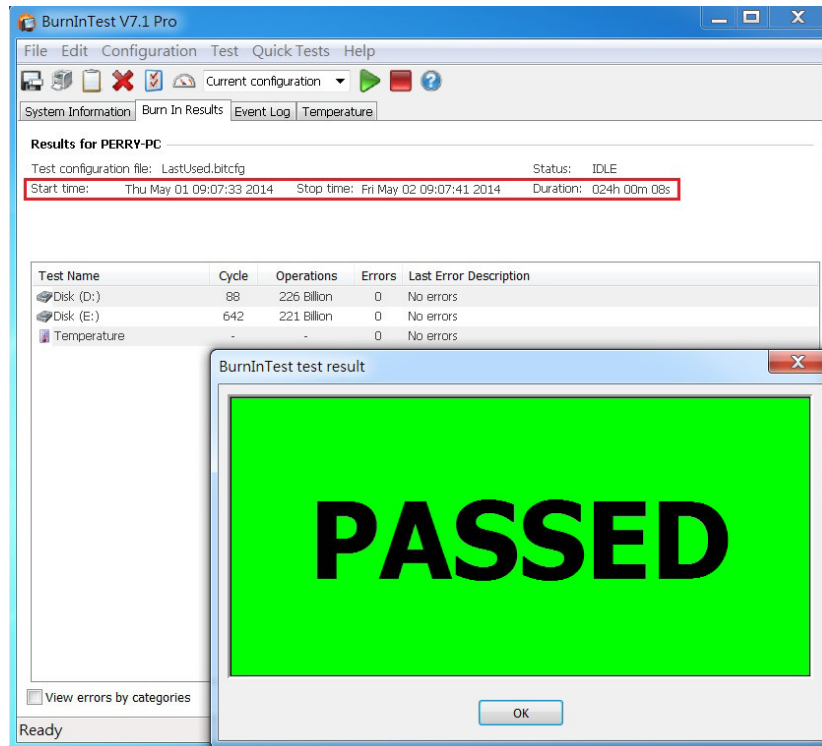 BurnInTest V7.1 Pro
File Edit Configuration Test Quick Tests Help
Current configuration
System Information Burn In Results Event Log Temperature
Results for PERRY-PC
Test configuration file: LastUsed.bitcfg Status: IDLE
Start time: Thu May 01 09:07:33 2014 Stop time: Fri May 02 09:07:41 2014 Duration: 024h 00m 08s
Test Name Cycle Operations Errors Last Error Description
Disk (D:) 88 226 Billion 0 No errors
Disk (E:) 642 221 Billion 0 No errors
Temperature - - 0 No errors
BurnInTest test result
PASSED
View errors by categories
OK
Ready